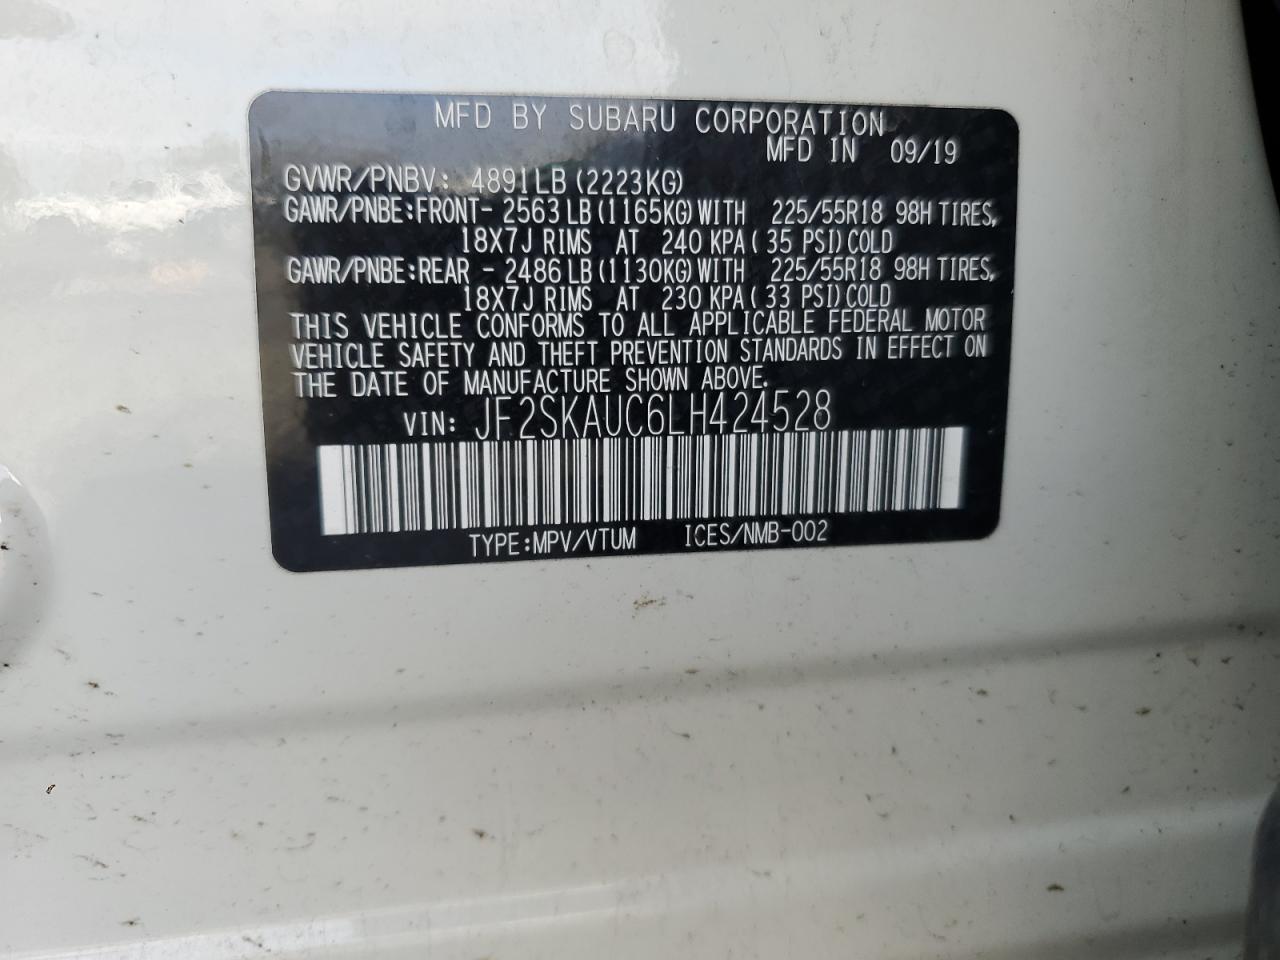 MFD BY SUBARU CORPORATION
MFD IN 09/19
GVWR/PNBV: 4891LB (2223KG)
GAWR/PNBE:FRONT- 2563LB(1165KG)WITH 225/55R18 98H TIRES,
18X7J RIMS AT 240 KPA(35 PSI)COLD
GAWR/PNBE:REAR - 2486LB(1130KG)WITH 225/55R18 98H TIRES,
18X7J RIMS AT 230 KPA(33 PSI)COLD
THIS VEHICLE CONFORMS TO ALL APPLICABLE FEDERAL MOTOR
VEHICLE SAFETY AND THEFT PREVENTION STANDARDS IN EFFECT ON
THE DATE OF MANUFACTURE SHOWN ABOVE.
VIN: JF2SKAUC6LH424528
TYPE:MPV/VTUM ICES/NMB-002